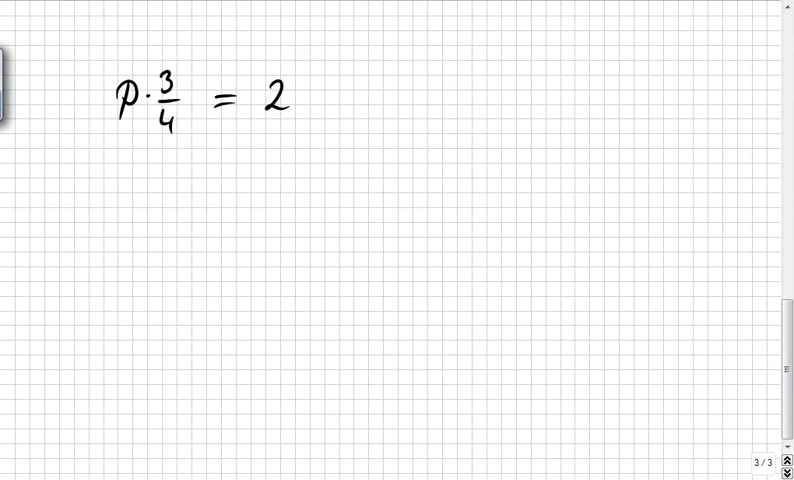 p · 3/4 = 2
3 / 3